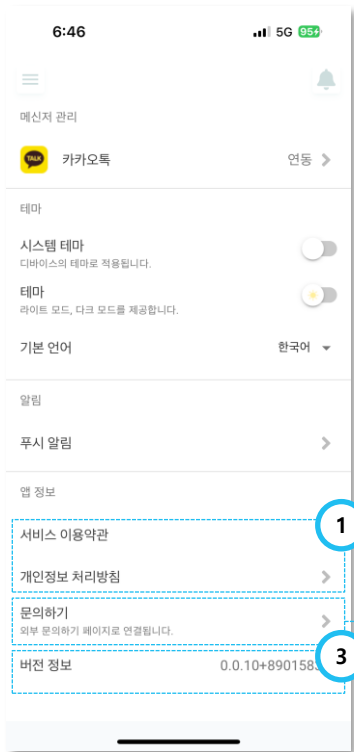 6:46 5G 95
메신저 관리
TALK 카카오톡 연동
테마
시스템 테마
디바이스의 테마로 적용됩니다.
테마
라이트 모드, 다크 모드를 제공합니다.
기본 언어 한국어
알림
푸시 알림
앱 정보
서비스 이용약관 1
개인정보 처리방침
문의하기
외부 문의하기 페이지로 연결됩니다.
버전 정보 0.0.10+890158 3